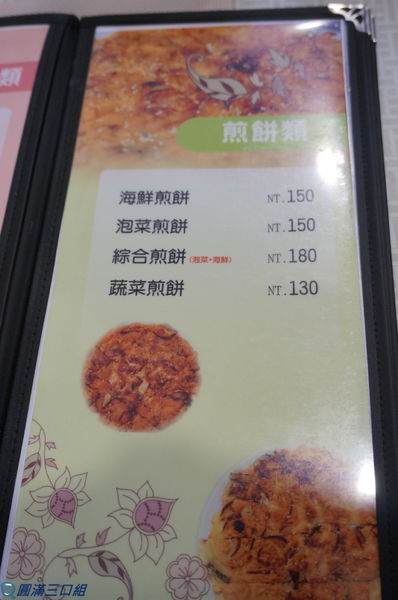 類
煎餅類
海鮮煎餅 NT.150
泡菜煎餅 NT.150
綜合煎餅(泡菜+海鮮) NT.180
蔬菜煎餅 NT.130
圓滿三口組